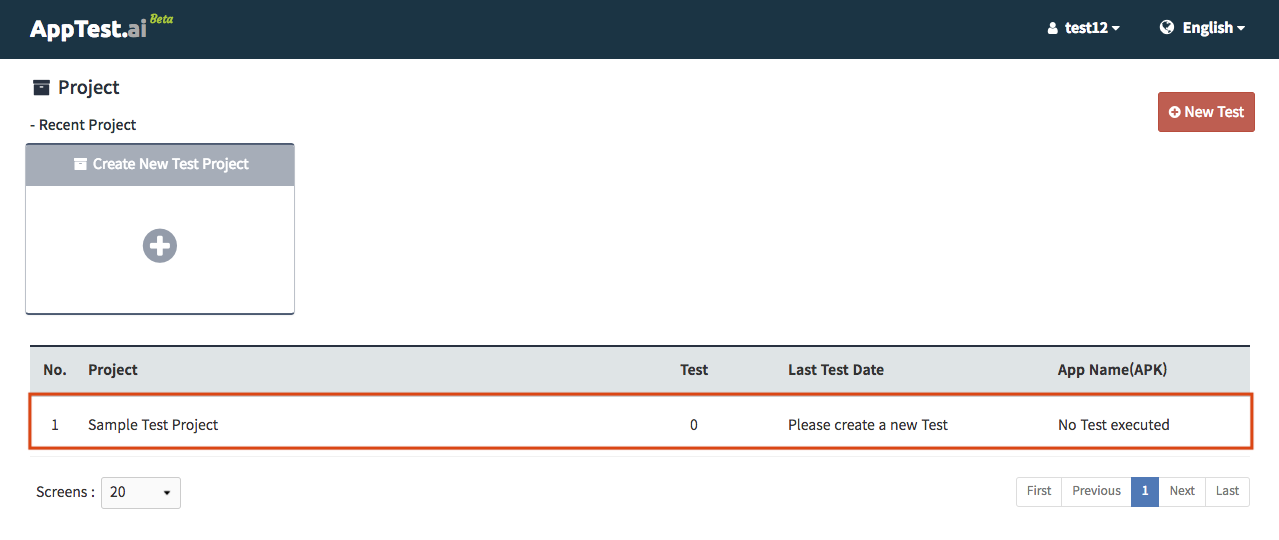 AppTest.ai Beta
test12
English
Project
New Test
- Recent Project
Create New Test Project
No. Project Test Last Test Date App Name(APK)
1 Sample Test Project 0 Please create a new Test No Test executed
Screens : 20
First Previous 1 Next Last